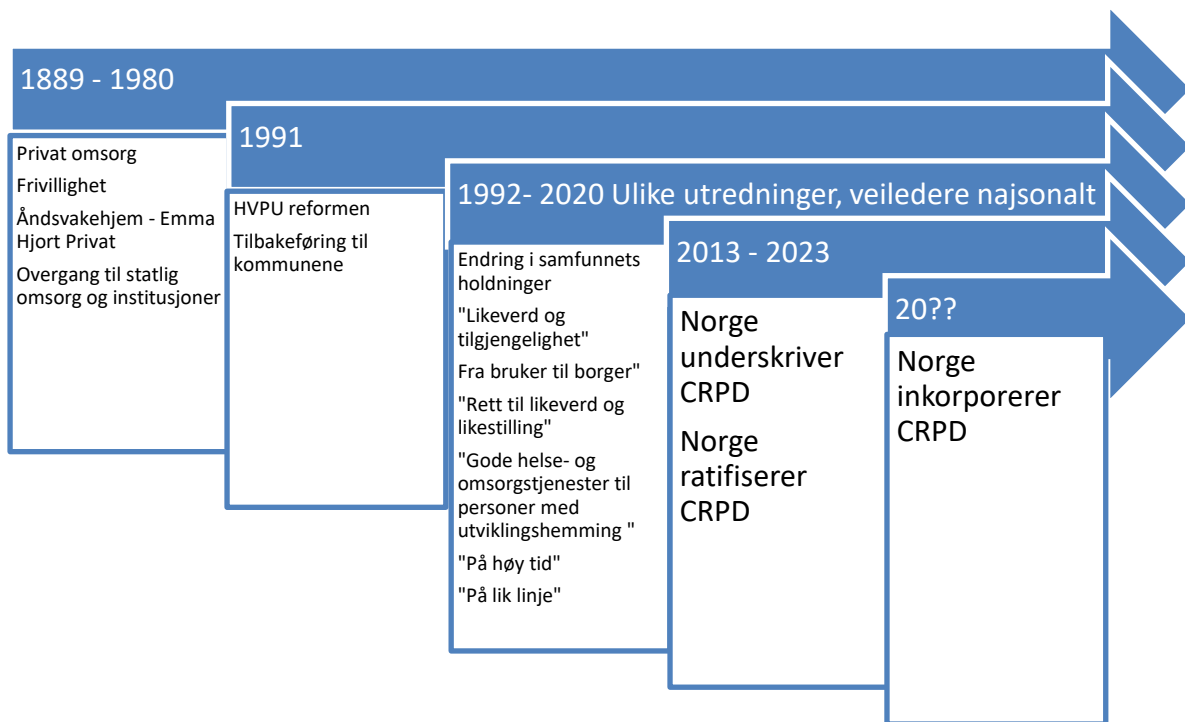 1889 - 1980
Privat omsorg
Frivillighet
Åndsvakehjem - Emma
Hjort Privat
Overgang til statlig
omsorg og institusjoner
1991
HVPU reformen
Tilbakeføring til
kommunene
1992- 2020 Ulike utredninger, veiledere najsonalt
Endring i samfunnets
holdninger
"Likeverd og
tilgjengelighet"
Fra bruker til borger"
"Rett til likeverd og
likestilling"
"Gode helse- og
omsorgstjenester til
personer med
utviklingshemming "
"På høy tid"
"På lik linje"
2013 - 2023
Norge
underskriver
CRPD
Norge
ratifiserer
CRPD
20??
Norge
inkorporerer
CRPD